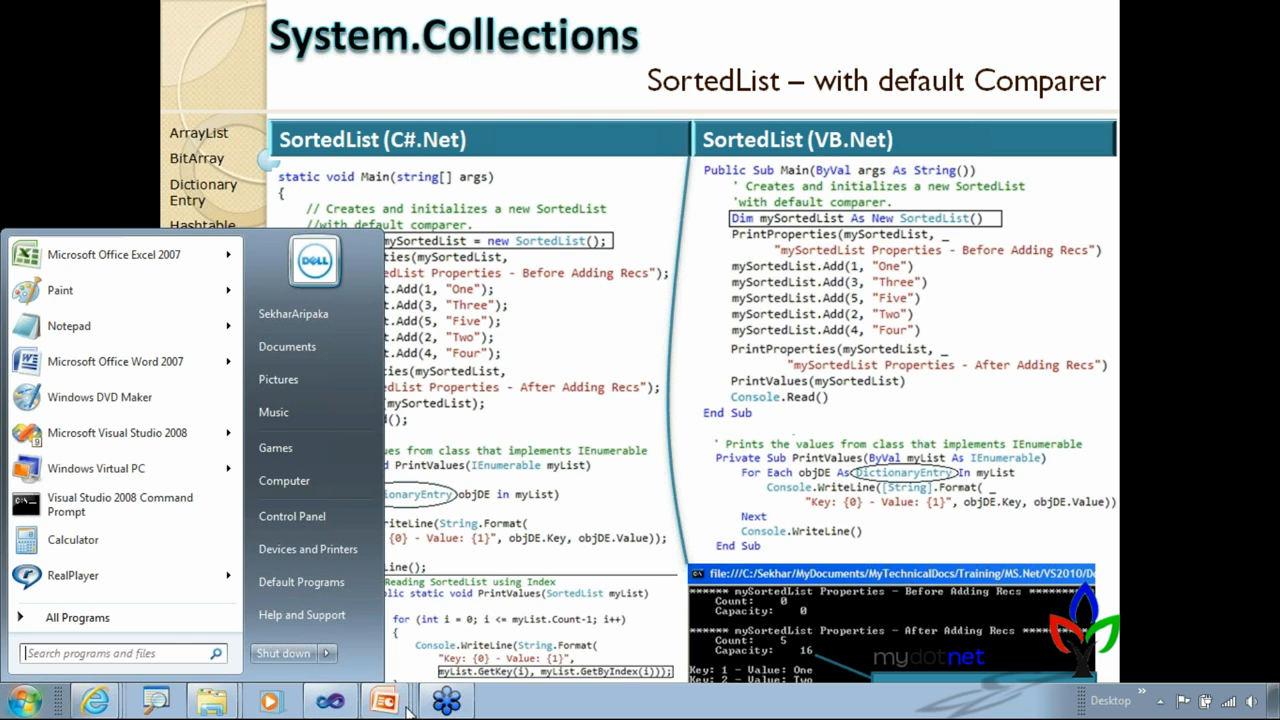 System.Collections
SortedList – with default Comparer
ArrayList
BitArray
Dictionary
Entry
Hashtable
SortedList (C#.Net)
static void Main(string[] args)
{
// Creates and initializes a new SortedList
//with default comparer.
mySortedList = new SortedList();
ties(mySortedList,
edList Properties - Before Adding Recs");
t.Add(1, "One");
t.Add(3, "Three");
t.Add(5, "Five");
t.Add(2, "Two");
t.Add(4, "Four");
ties(mySortedList,
edList Properties - After Adding Recs");
(mySortedList);
d();
ues from class that implements IEnumerable
d PrintValues(IEnumerable myList)
ionaryEntry objDE in myList)
riteLine(String.Format(
{0} - Value: {1}", objDE.Key, objDE.Value));
ine();
Reading SortedList using Index
ublic static void PrintValues(SortedList myList)
for (int i = 0; i <= myList.Count-1; i++)
{
Console.WriteLine(String.Format(
"Key: {0} - Value: {1}",
myList.GetKey(i), myList.GetByIndex(i)));
SortedList (VB.Net)
Public Sub Main(ByVal args As String())
' Creates and initializes a new SortedList
'with default comparer.
Dim mySortedList As New SortedList()
PrintProperties(mySortedList, _
"mySortedList Properties - Before Adding Recs")
mySortedList.Add(1, "One")
mySortedList.Add(3, "Three")
mySortedList.Add(5, "Five")
mySortedList.Add(2, "Two")
mySortedList.Add(4, "Four")
PrintProperties(mySortedList, _
"mySortedList Properties - After Adding Recs")
PrintValues(mySortedList)
Console.Read()
End Sub
' Prints the values from class that implements IEnumerable
Private Sub PrintValues(ByVal myList As IEnumerable)
For Each objDE As DictionaryEntry In myList
Console.WriteLine([String].Format( _
"Key: {0} - Value: {1}", objDE.Key, objDE.Value))
Next
Console.WriteLine()
End Sub
file:///C:/Sekhar/MyDocuments/MyTechnicalDocs/Training/MS.Net/VS2010/De
****** mySortedList Properties - Before Adding Recs
Count: 0
Capacity: 0
****** mySortedList Properties - After Adding Recs
Count: 5
Capacity: 16
Key: 1 - Value: One
Key: 2 - Value: Two
mydotnet
Microsoft Office Excel 2007
Paint
Notepad
Microsoft Office Word 2007
Windows DVD Maker
Microsoft Visual Studio 2008
Windows Virtual PC
Visual Studio 2008 Command
Prompt
Calculator
RealPlayer
All Programs
Search programs and files
DELL
SekharAripaka
Documents
Pictures
Music
Games
Computer
Control Panel
Devices and Printers
Default Programs
Help and Support
Shut down
Desktop